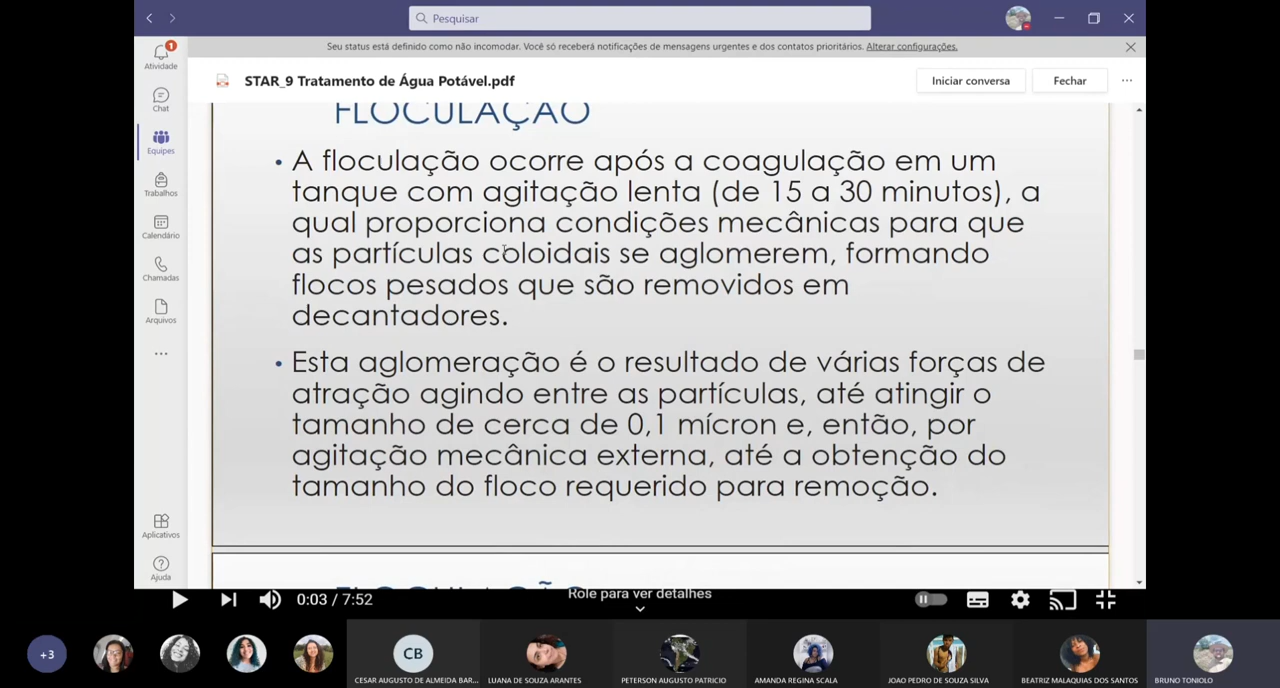 Pesquisar
Seu status está definido como não incomodar. Você só receberá notificações de mensagens urgentes e dos contatos prioritários. Alterar configurações.
1
Atividade
Chat
Equipes
Trabalhos
Calendário
Chamadas
Arquivos
Aplicativos
Ajuda
STAR_9 Tratamento de Água Potável.pdf
Iniciar conversa
Fechar
FLOCULAÇÃO
• A floculação ocorre após a coagulação em um
tanque com agitação lenta (de 15 a 30 minutos), a
qual proporciona condições mecânicas para que
as partículas coloidais se aglomerem, formando
flocos pesados que são removidos em
decantadores.
• Esta aglomeração é o resultado de várias forças de
atração agindo entre as partículas, até atingir o
tamanho de cerca de 0,1 mícron e, então, por
agitação mecânica externa, até a obtenção do
tamanho do floco requerido para remoção.
0:03 / 7:52
Role para ver detalhes
+3
CB
CESAR AUGUSTO DE ALMEIDA BAR...
LUANA DE SOUZA ARANTES
PETERSON AUGUSTO PATRICIO
AMANDA REGINA SCALA
JOAO PEDRO DE SOUZA SILVA
BEATRIZ MALAQUIAS DOS SANTOS
BRUNO TONIOLO